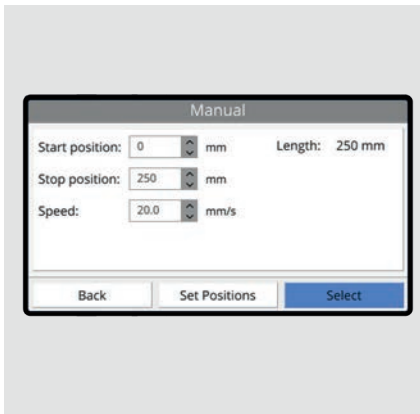 Manual
Start position: 0 mm Length: 250 mm
Stop position: 250 mm
Speed: 20.0 mm/s
Back Set Positions Select